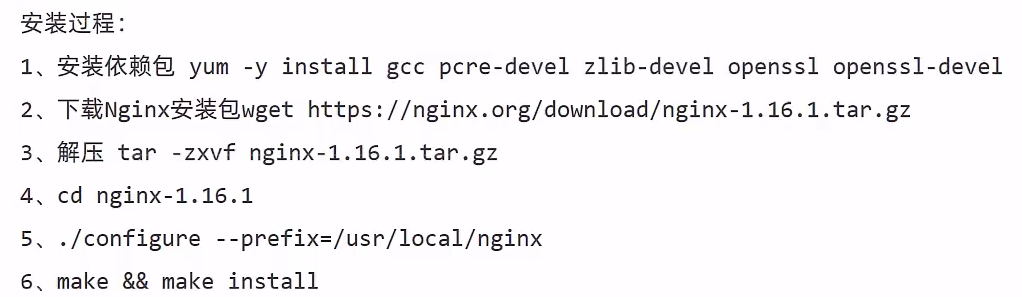 安装过程:
1、安装依赖包 yum -y install gcc pcre-devel zlib-devel openssl openssl-devel
2、下载Nginx安装包wget https://nginx.org/download/nginx-1.16.1.tar.gz
3、解压 tar -zxvf nginx-1.16.1.tar.gz
4、cd nginx-1.16.1
5、./configure --prefix=/usr/local/nginx
6、make && make install